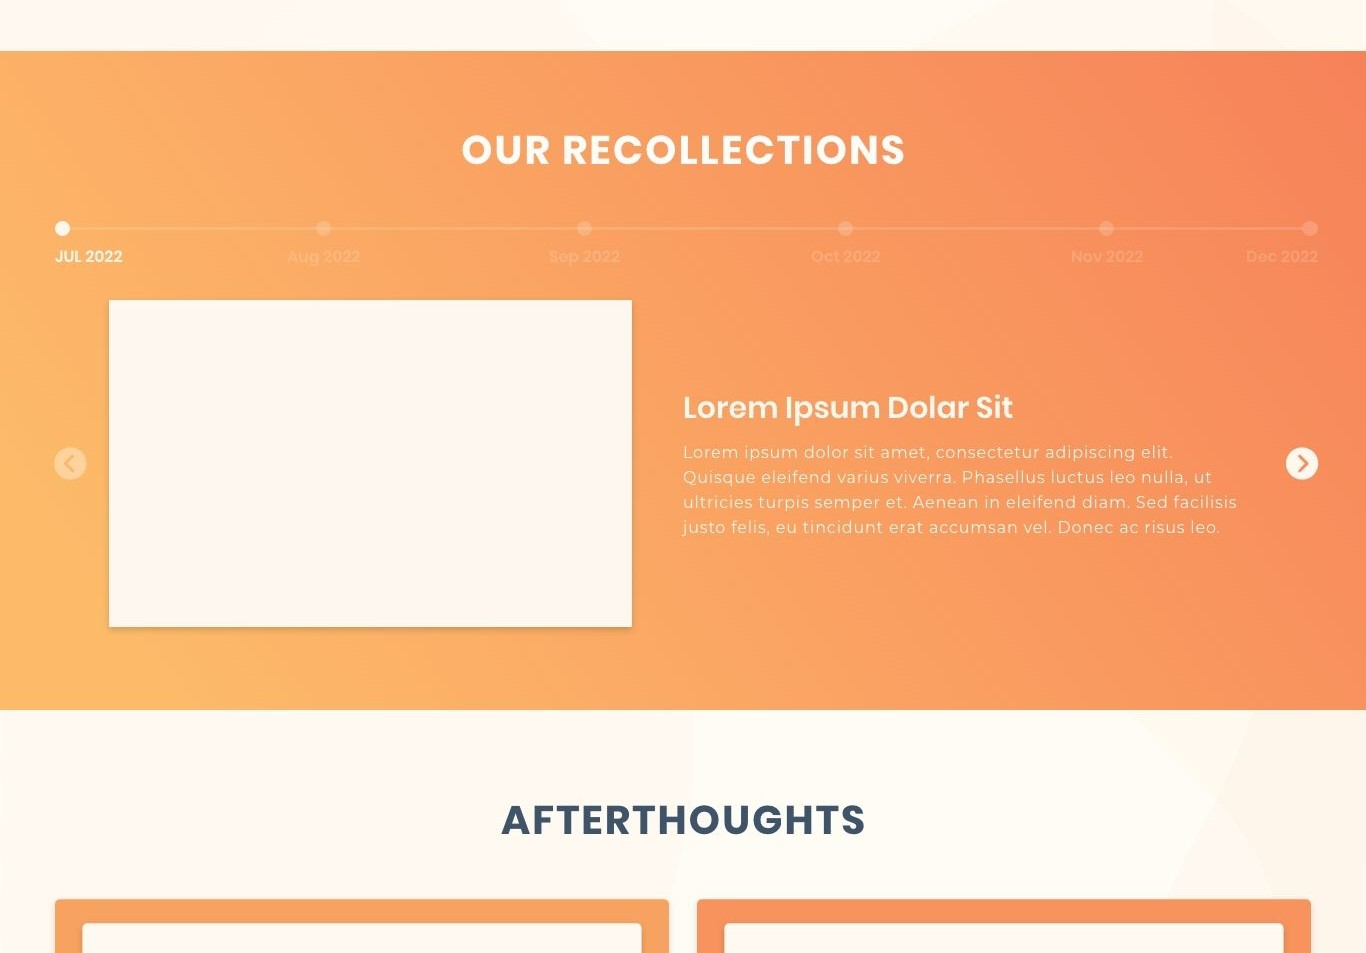 OUR RECOLLECTIONS
JUL 2022 Aug 2022 Sep 2022 Oct 2022 Nov 2022 Dec 2022
Lorem Ipsum Dolar Sit
Lorem ipsum dolor sit amet, consectetur adipiscing elit.
Quisque eleifend varius viverra. Phasellus luctus leo nulla, ut
ultricies turpis semper et. Aenean in eleifend diam. Sed facilisis
justo felis, eu tincidunt erat accumsan vel. Donec ac risus leo.
AFTERTHOUGHTS